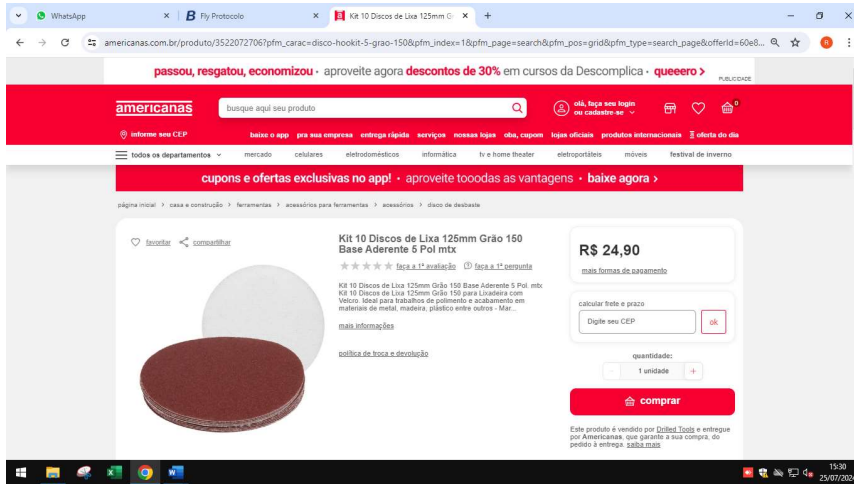 WhatsApp
Fly Protocolo
Kit 10 Discos de Lixa 125mm G
americanas.com.br/produto/3522072706?pfm_carac=disco-hookit-5-grao-150&pfm_index=1&pfm_page=search&pfm_pos=grid&pfm_type=search_page&offerId=60e8...
R
passou, resgatou, economizou · aproveite agora descontos de 30% em cursos da Descomplica · queeero >
PUBLICIDADE
americanas
busque aqui seu produto
olá, faça seu login
ou cadastre-se
0
informe seu CEP
baixe o app pra sua empresa entrega rápida serviços nossas lojas oba, cupom lojas oficiais produtos internacionais oferta do dia
todos os departamentos mercado celulares eletrodomésticos informática tv e home theater eletroportáteis móveis festival de inverno
cupons e ofertas exclusivas no app! · aproveite tooodas as vantagens · baixe agora >
página inicial > casa e construção > ferramentas > acessórios para ferramentas > acessórios > disco de desbaste
favoritar compartilhar
Kit 10 Discos de Lixa 125mm Grão 150
Base Aderente 5 Pol mtx
faça a 1ª avaliação faça a 1ª pergunta
Kit 10 Discos de Lixa 125mm Grão 150 Base Aderente 5 Pol. mtx
Kit 10 Discos de Lixa 125mm Grão 150 para Lixadeira com
Velcro. Ideal para trabalhos de polimento e acabamento em
materiais de metal, madeira, plástico entre outros - Mar...
mais informações
política de troca e devolução
R$ 24,90
mais formas de pagamento
calcular frete e prazo
Digite seu CEP
ok
quantidade:
- 1 unidade +
comprar
Este produto é vendido por Drilled Tools e entregue
por Americanas, que garante a sua compra, do
pedido à entrega. saiba mais
15:30
25/07/2024